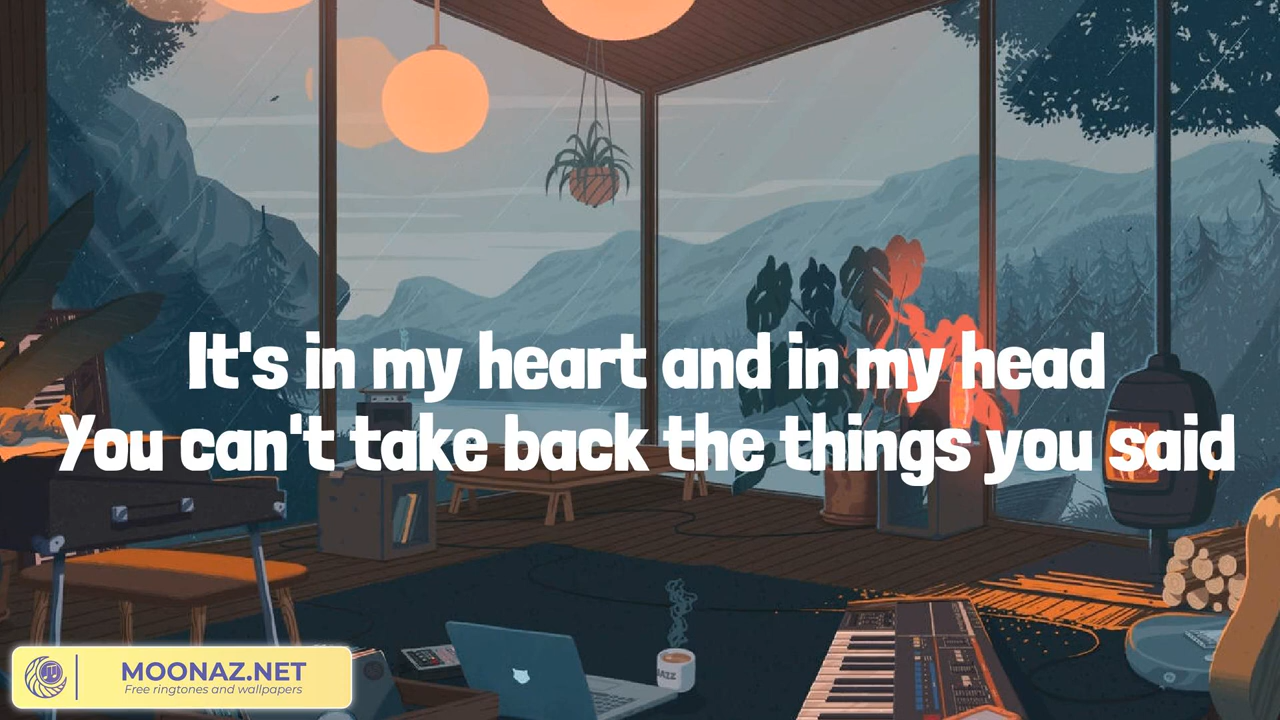 It's in my heart and in my head
You can't take back the things you said
JAZZ
MOONAZ.NET
Free ringtones and wallpapers